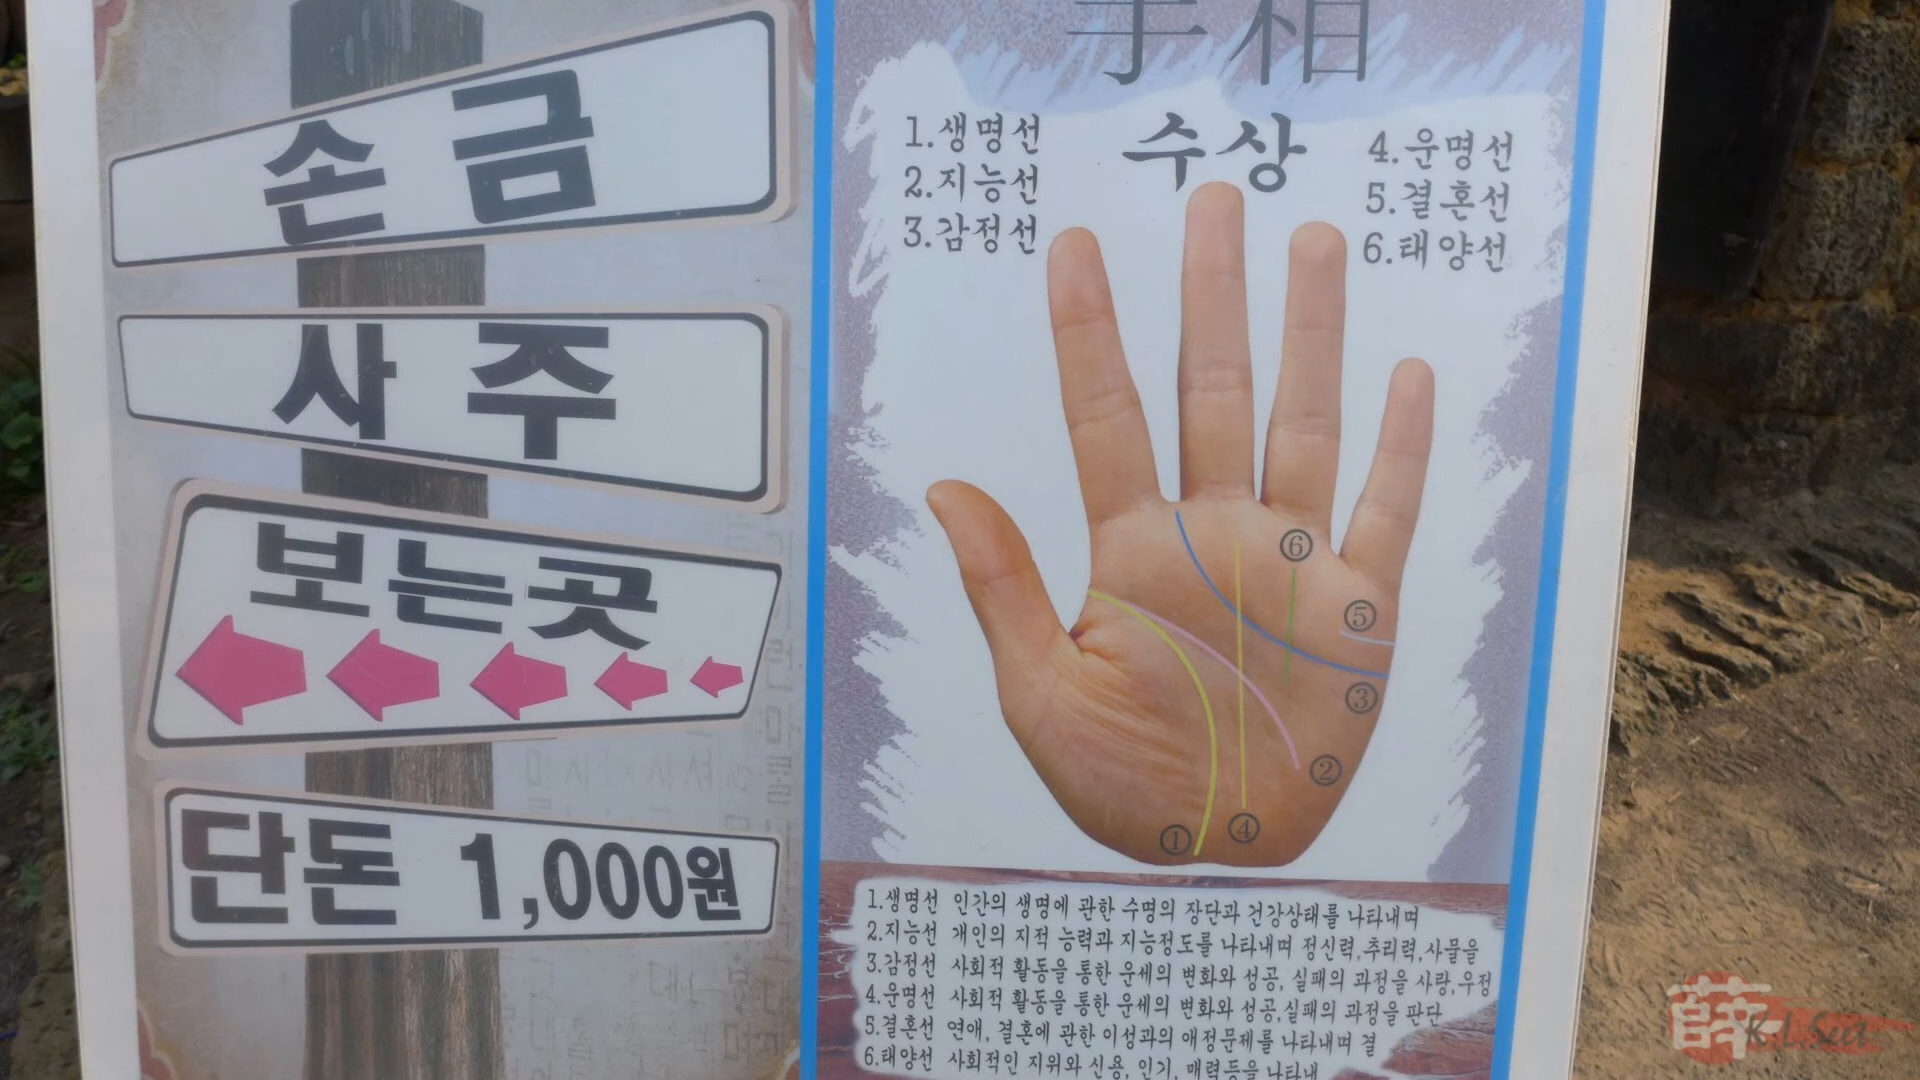 손금
사주
보는곳
단돈 1,000원
手相
수상
1.생명선
2.지능선
3.감정선
4.운명선
5.결혼선
6.태양선
⑥
⑤
③
②
④
①
1.생명선 인간의 생명에 관한 수명의 장단과 건강상태를 나타내며
2.지능선 개인의 지적 능력과 지능정도를 나타내며 정신력,추리력,사물을
3.감정선 사회적 활동을 통한 운세의 변화와 성공, 실패의 과정을 사랑,우정
4.운명선 사회적 활동을 통한 운세의 변화와 성공,실패의 과정을 판단
5.결혼선 연애, 결혼에 관한 이성과의 애정문제를 나타내며 결
6.태양선 사회적인 지위와 신용, 인기, 매력등을 나타내
薛 K.L.Seet